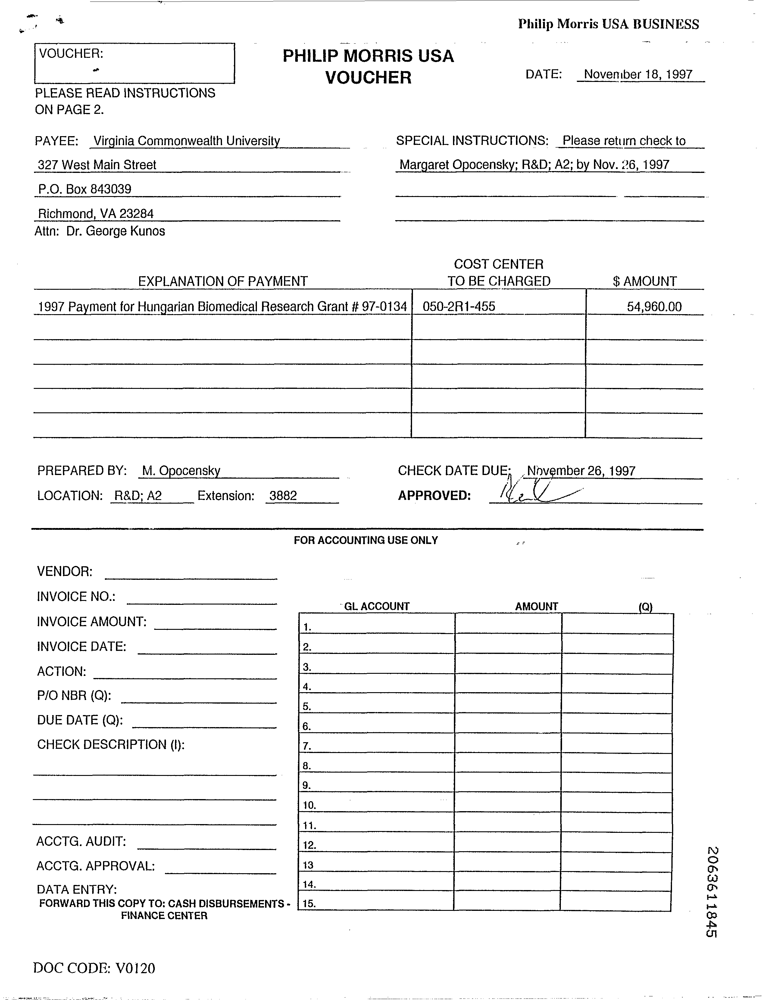 Philip Morris USA BUSINESS
VOUCHER:
PHILIP MORRIS USA
VOUCHER
DATE: November 18, 1997
PLEASE READ INSTRUCTIONS
ON PAGE 2.
PAYEE: Virginia Commonwealth University
SPECIAL INSTRUCTIONS: Please return check to
327 West Main Street
Margaret Opocensky; R&D; A2; by Nov. 26, 1997
P.O. Box 843039
Richmond, VA 23284
Attn: Dr. George Kunos
EXPLANATION OF PAYMENT
COST CENTER
TO BE CHARGED
$ AMOUNT
1997 Payment for Hungarian Biomedical Research Grant # 97-0134 050-2R1-455 54,960.00
PREPARED BY: M. Opocensky
CHECK DATE DUE: November 26, 1997
LOCATION: R&D; A2 Extension: 3882
APPROVED:
FOR ACCOUNTING USE ONLY
VENDOR:
INVOICE NO.:
INVOICE AMOUNT:
INVOICE DATE:
ACTION:
P/O NBR (Q):
DUE DATE (Q):
CHECK DESCRIPTION (I):
ACCTG. AUDIT:
ACCTG. APPROVAL:
DATA ENTRY:
FORWARD THIS COPY TO: CASH DISBURSEMENTS -
FINANCE CENTER
GL ACCOUNT AMOUNT (Q)
1.
2.
3.
4.
5.
6.
7.
8.
9.
10.
11.
12.
13
14.
15.
2063611845
DOC CODE: V0120